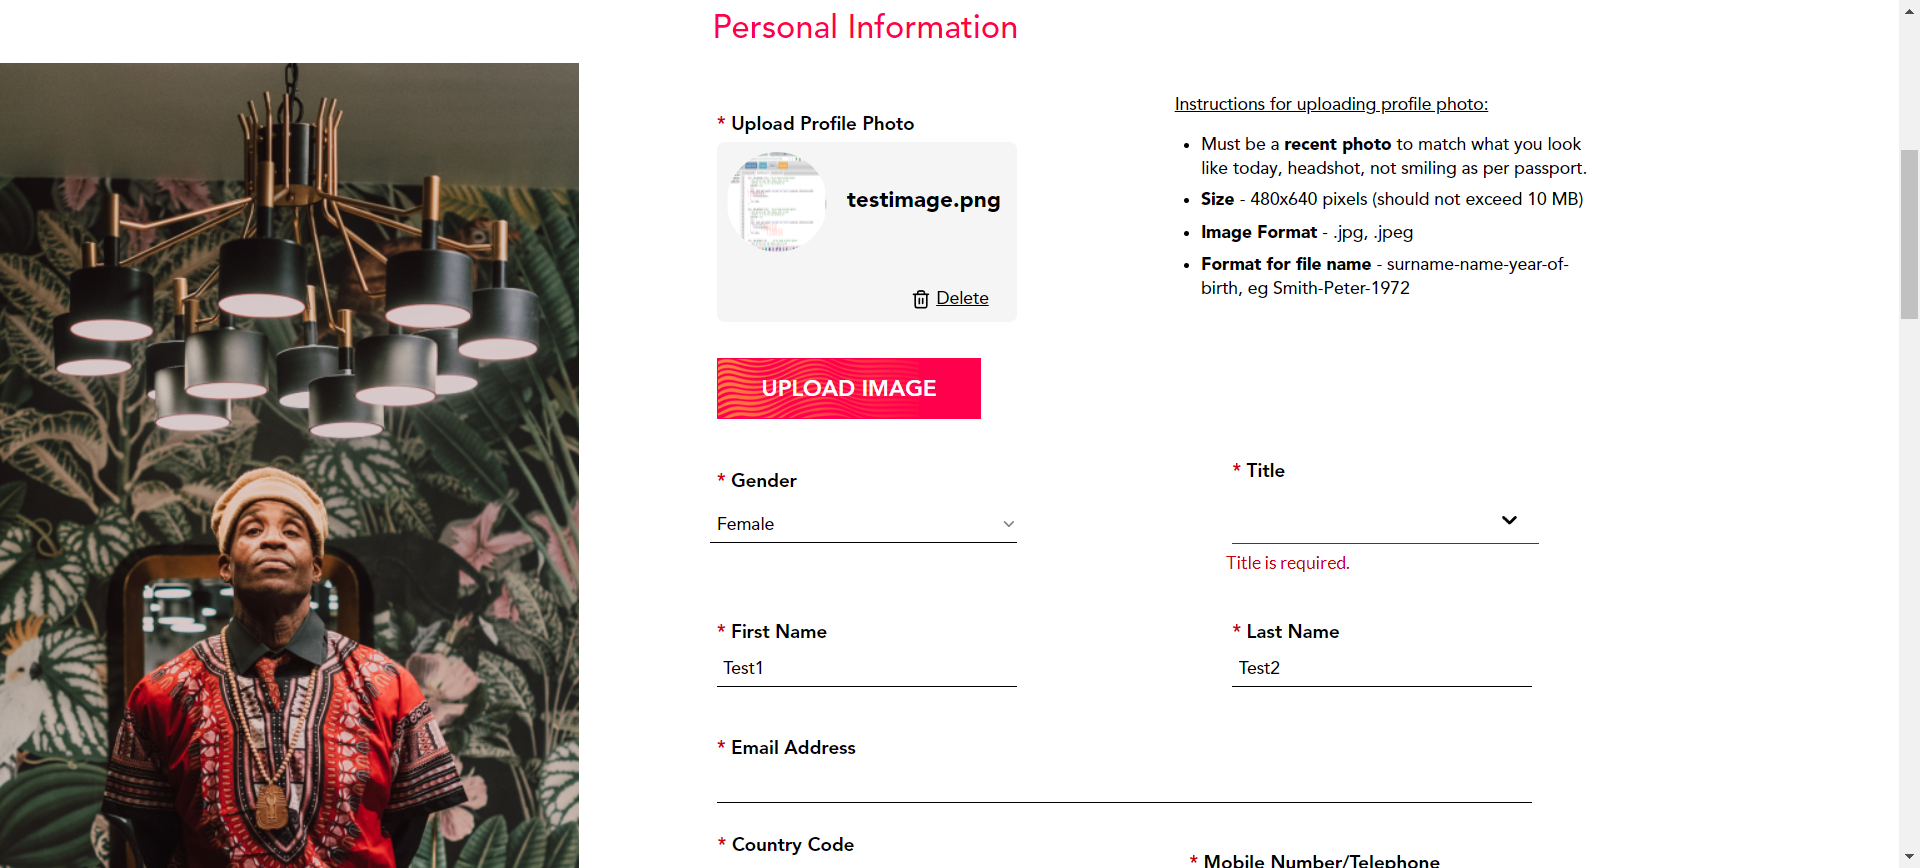 Personal Information
* Upload Profile Photo
testimage.png
Delete
UPLOAD IMAGE
Instructions for uploading profile photo:
Must be a recent photo to match what you look
like today, headshot, not smiling as per passport.
Size - 480x640 pixels (should not exceed 10 MB)
Image Format - .jpg, .jpeg
Format for file name - surname-name-year-of-
birth, eg Smith-Peter-1972
* Gender
Female
* Title
Title is required.
* First Name
Test1
* Last Name
Test2
* Email Address
* Country Code
* Mobile Number/Telephone